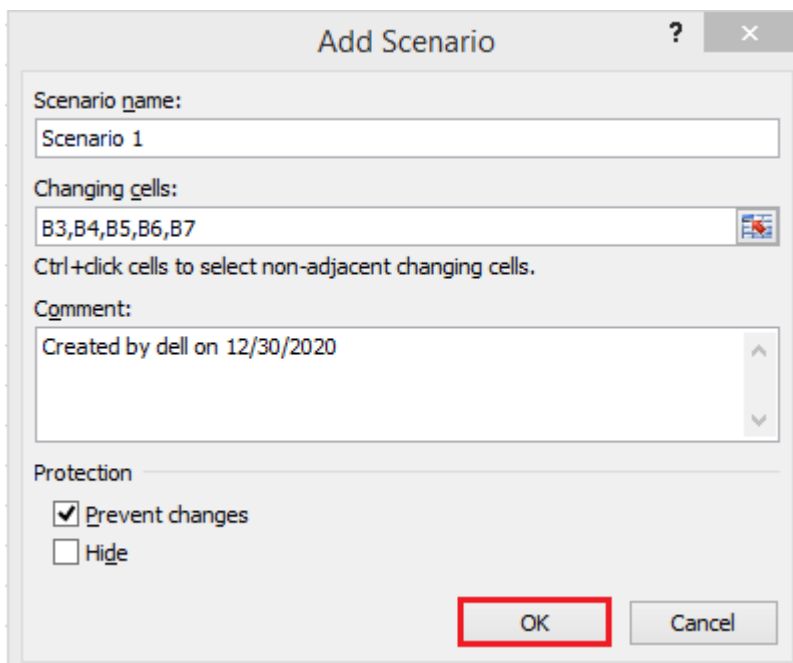 Add Scenario
?
×
Scenario name:
Scenario 1
Changing cells:
B3,B4,B5,B6,B7
Ctrl+click cells to select non-adjacent changing cells.
Comment:
Created by dell on 12/30/2020
Protection
Prevent changes
Hide
OK
Cancel